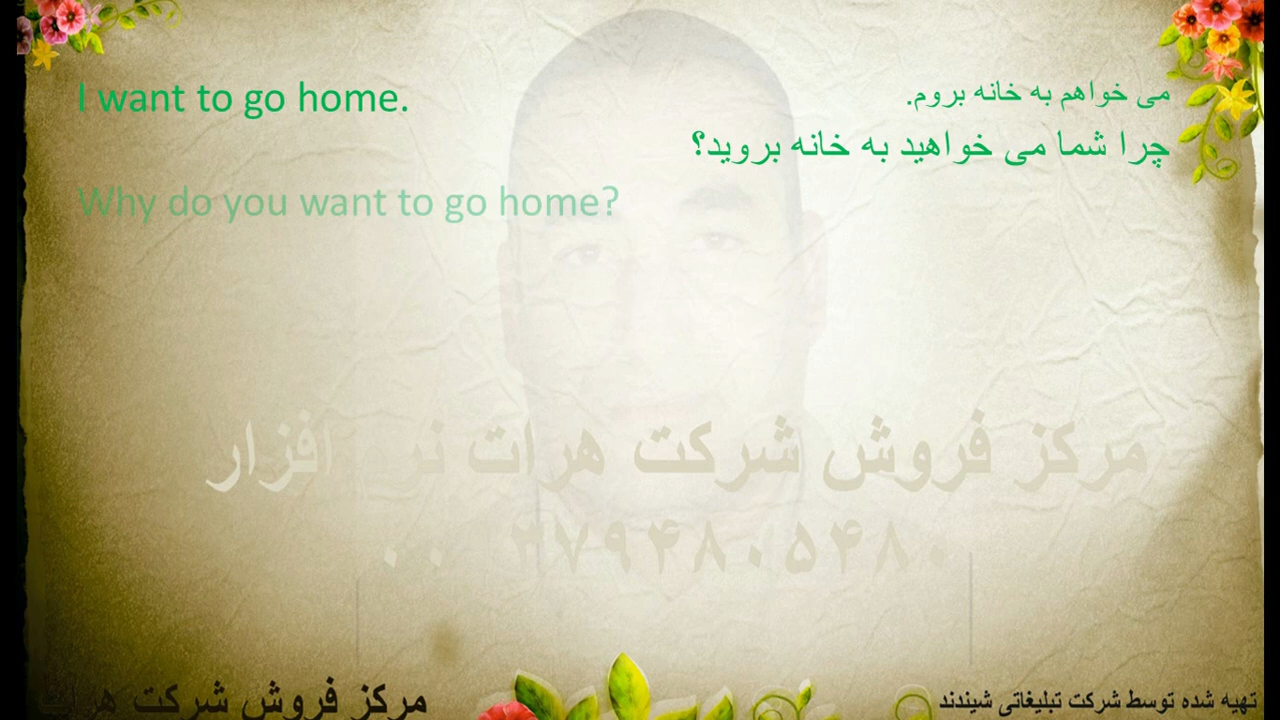 I want to go home.
می خواهم به خانه بروم.
چرا شما می خواهید به خانه بروید؟
Why do you want to go home?
مرکز فروش شرکت هرات افزار
مرکز فروش شرکت هرات
تهیه شده توسط شرکت تبلیغاتی شیندند